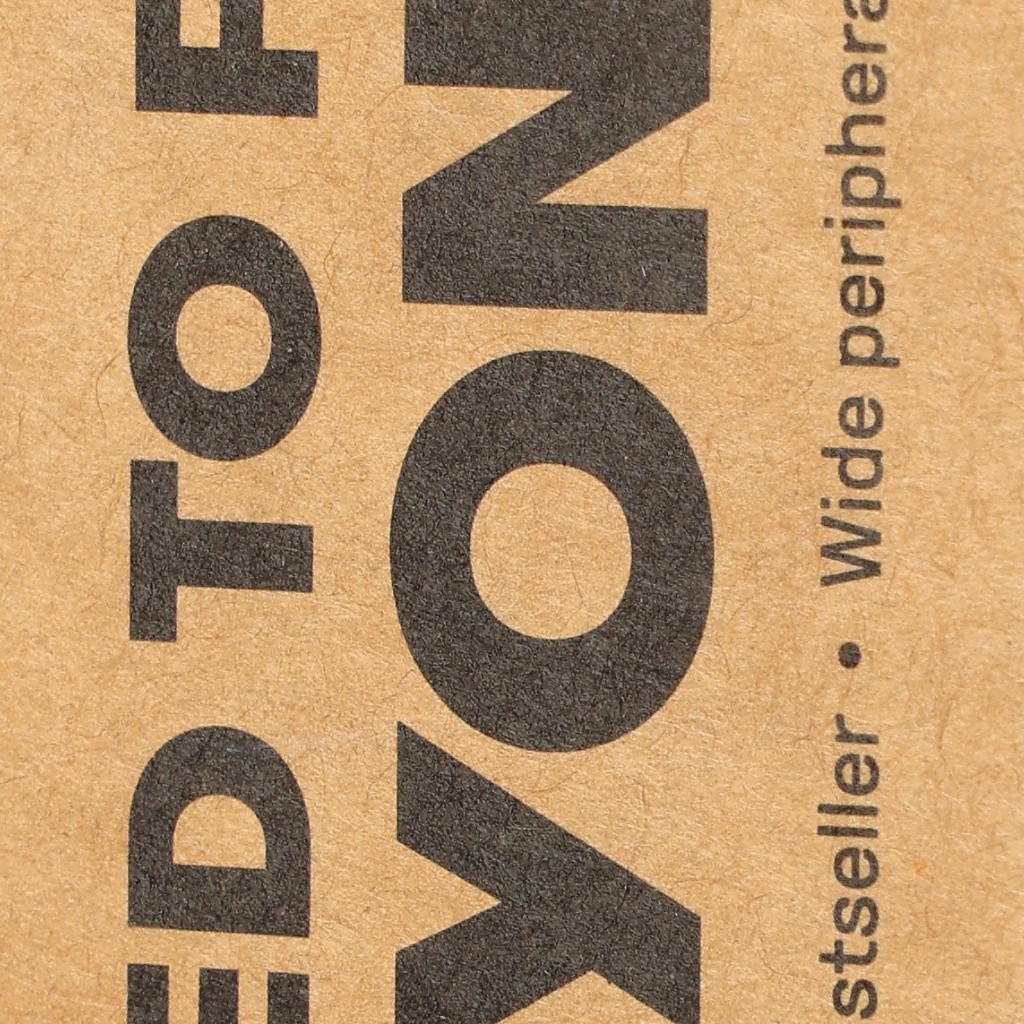 ED TO
YON
stseller • Wide periphera